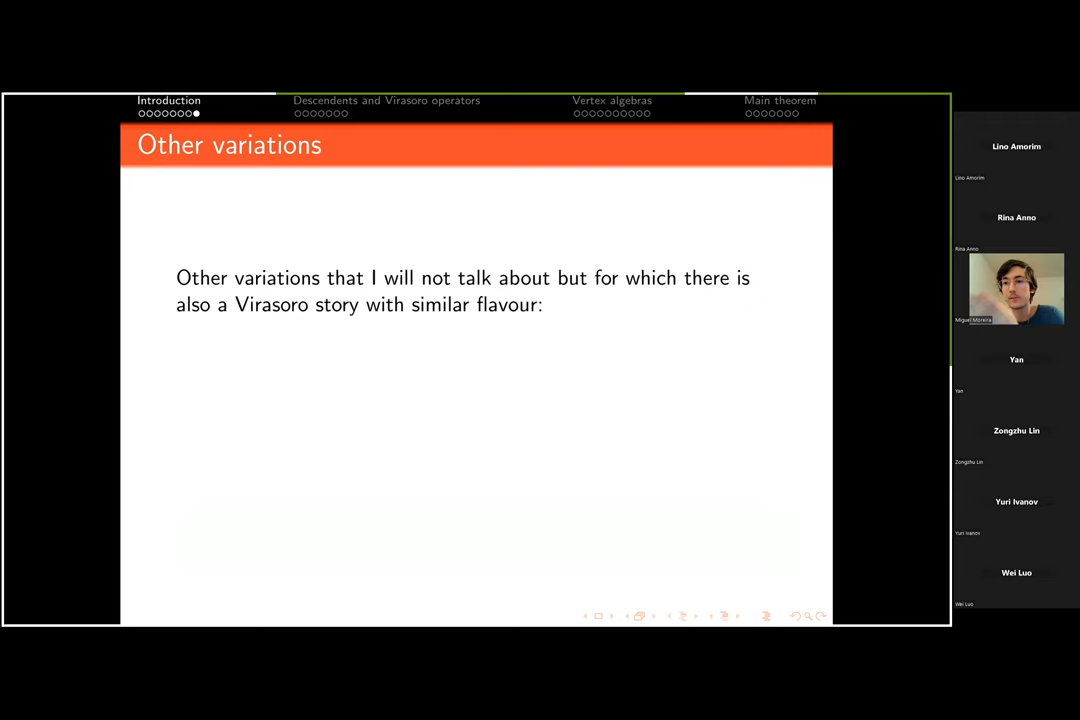 Introduction
Descendents and Virasoro operators
Vertex algebras
Main theorem
Other variations
Other variations that I will not talk about but for which there is
also a Virasoro story with similar flavour:
Lino Amorim
Lino Amorim
Rina Anno
Rina Anno
Miguel Moreira
Yan
Yan
Zongzhu Lin
Zongzhu Lin
Yuri Ivanov
Yuri Ivanov
Wei Luo
Wei Luo